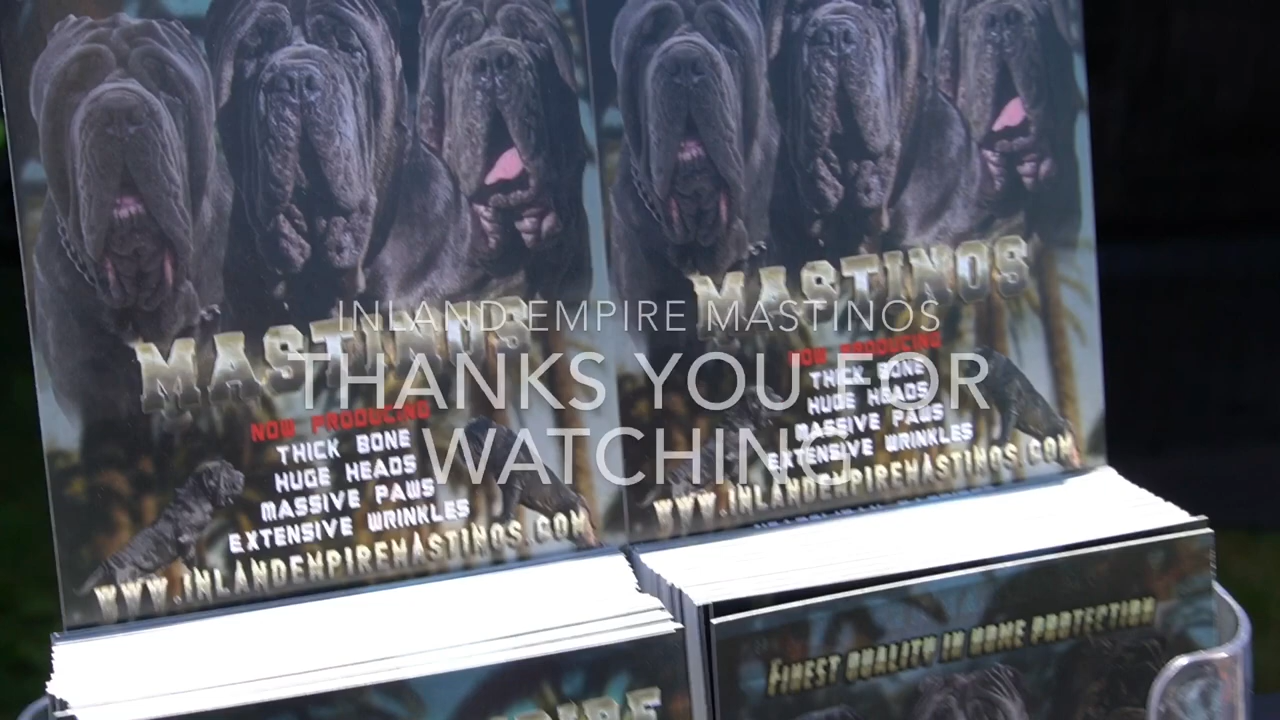 INLAND EMPIRE MASTINOS
THANKS YOU FOR
WATCHING
MASTINOS
NOW PRODUCING
THICK BONE
HUGE HEADS
MASSIVE PAWS
EXTENSIVE WRINKLES
WWW.INLANDEMPIREMASTINOS.COM
MASTINOS
NOW PRODUCING
THICK BONE
HUGE HEADS
MASSIVE PAWS
EXTENSIVE WRINKLES
WWW.INLANDEMPIREMASTINOS.COM
FINEST QUALITY IN HOME PROTECTION